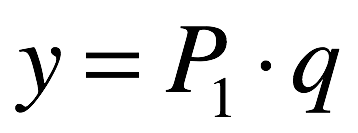 y = P₁ · q